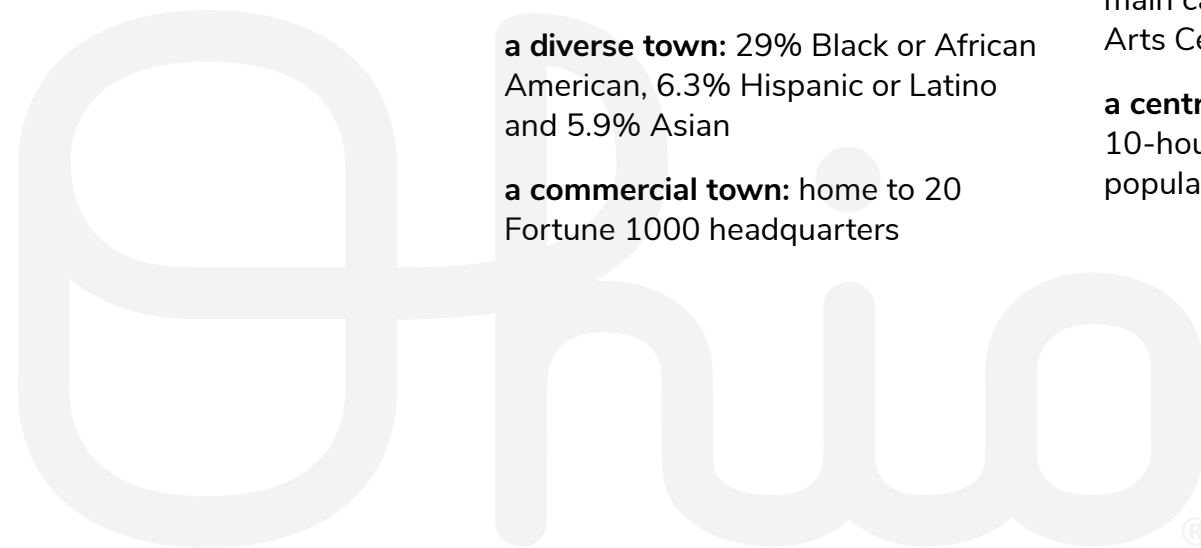 a diverse town: 29% Black or African
American, 6.3% Hispanic or Latino
and 5.9% Asian
a commercial town: home to 20
Fortune 1000 headquarters
Arts
a
Ohio
®